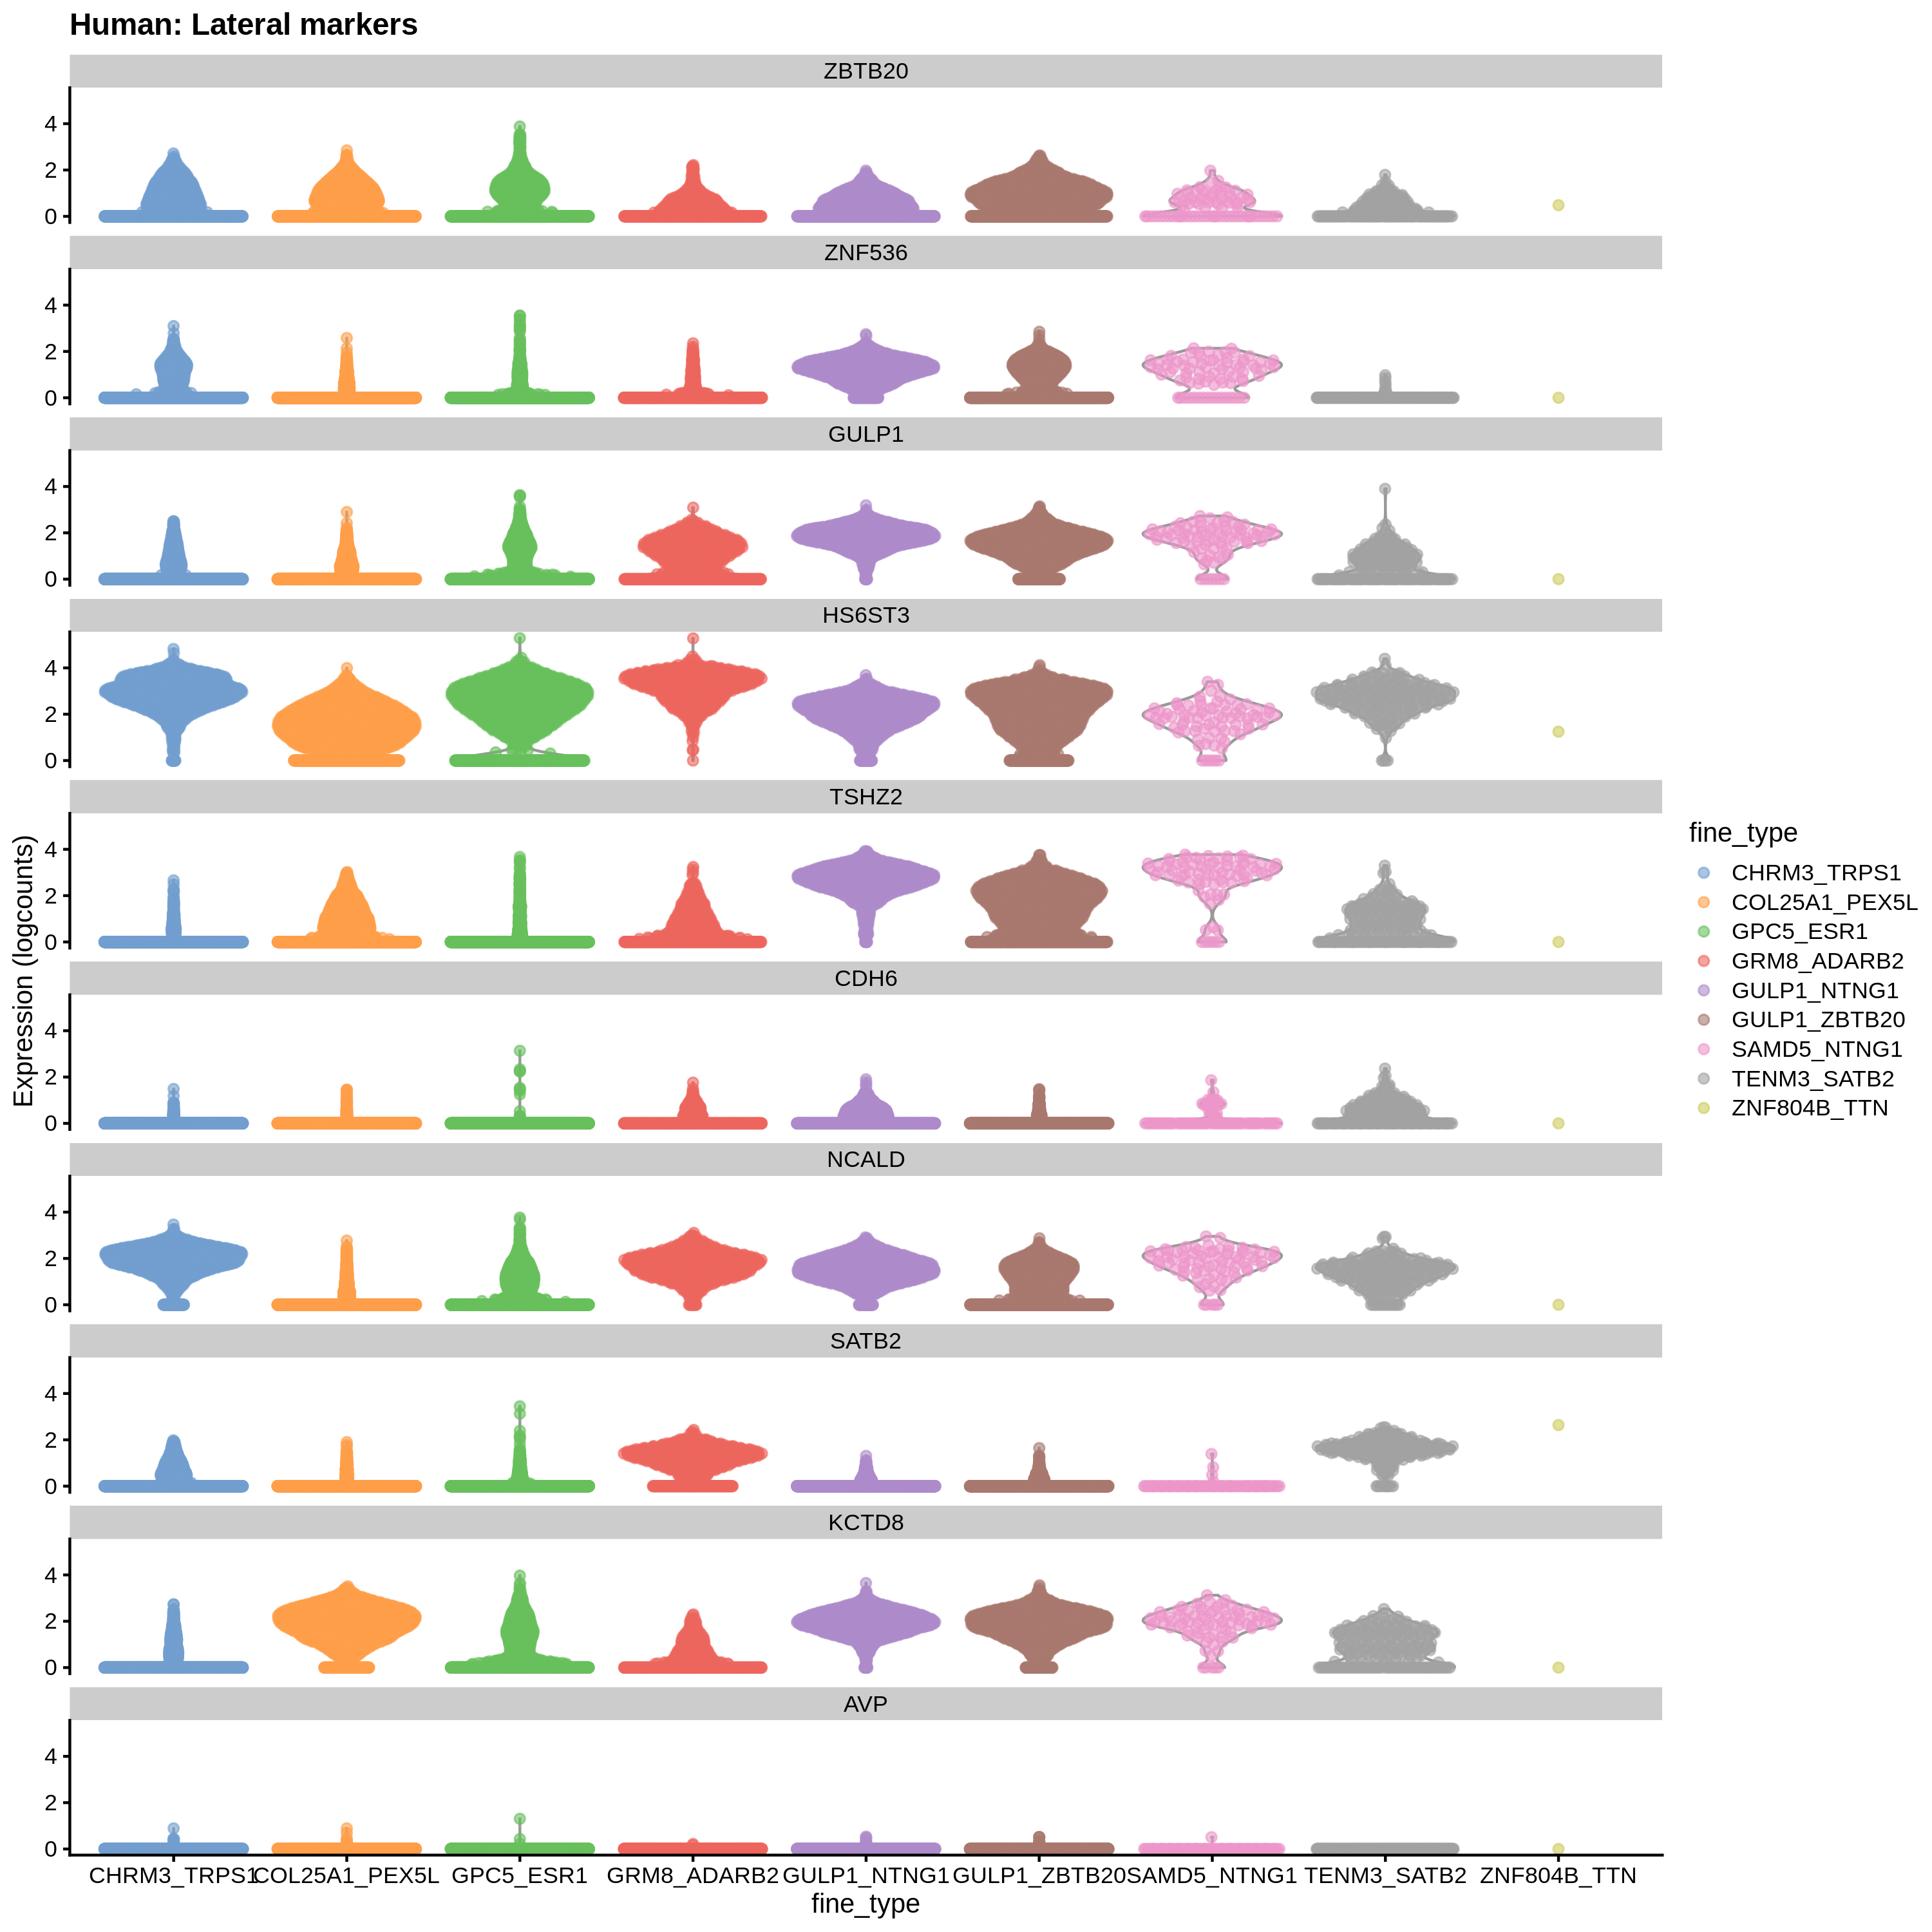 Human: Lateral markers
ZBTB20
4
2
0
ZNF536
4
2
0
GULP1
4
2
0
HS6ST3
4
2
0
TSHZ2
4
2
0
CDH6
4
2
0
NCALD
4
2
0
SATB2
4
2
0
KCTD8
4
2
0
AVP
4
2
0
Expression (logcounts)
CHRM3_TRPS1 COL25A1_PEX5L GPC5_ESR1 GRM8_ADARB2 GULP1_NTNG1 GULP1_ZBTB20 SAMD5_NTNG1 TENM3_SATB2 ZNF804B_TTN
fine_type
fine_type
CHRM3_TRPS1
COL25A1_PEX5L
GPC5_ESR1
GRM8_ADARB2
GULP1_NTNG1
GULP1_ZBTB20
SAMD5_NTNG1
TENM3_SATB2
ZNF804B_TTN